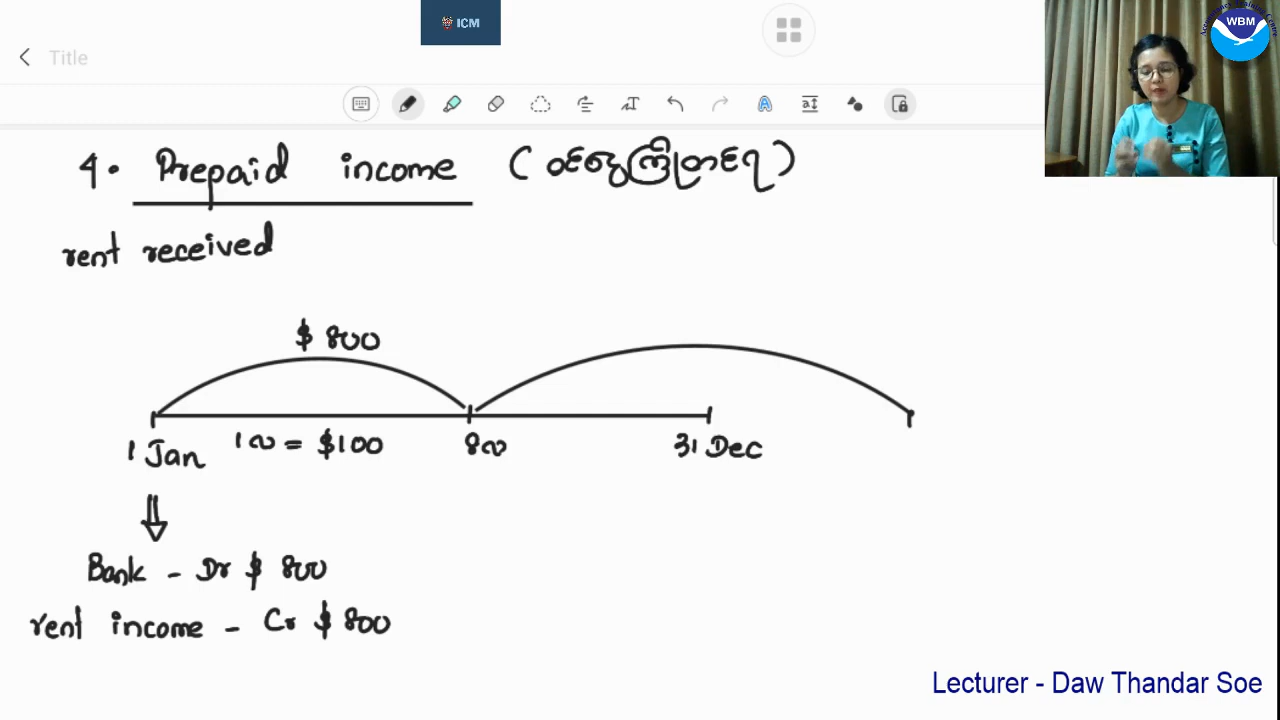 ICM
WBM
Title
4. Prepaid income (ဝင်ငွေကြိုတင်ရ)
rent received
$ 800
1 Jan
1လ = $100
8လ
31 Dec
Bank - Dr $ 800
rent income - Cr $ 800
Lecturer - Daw Thandar Soe